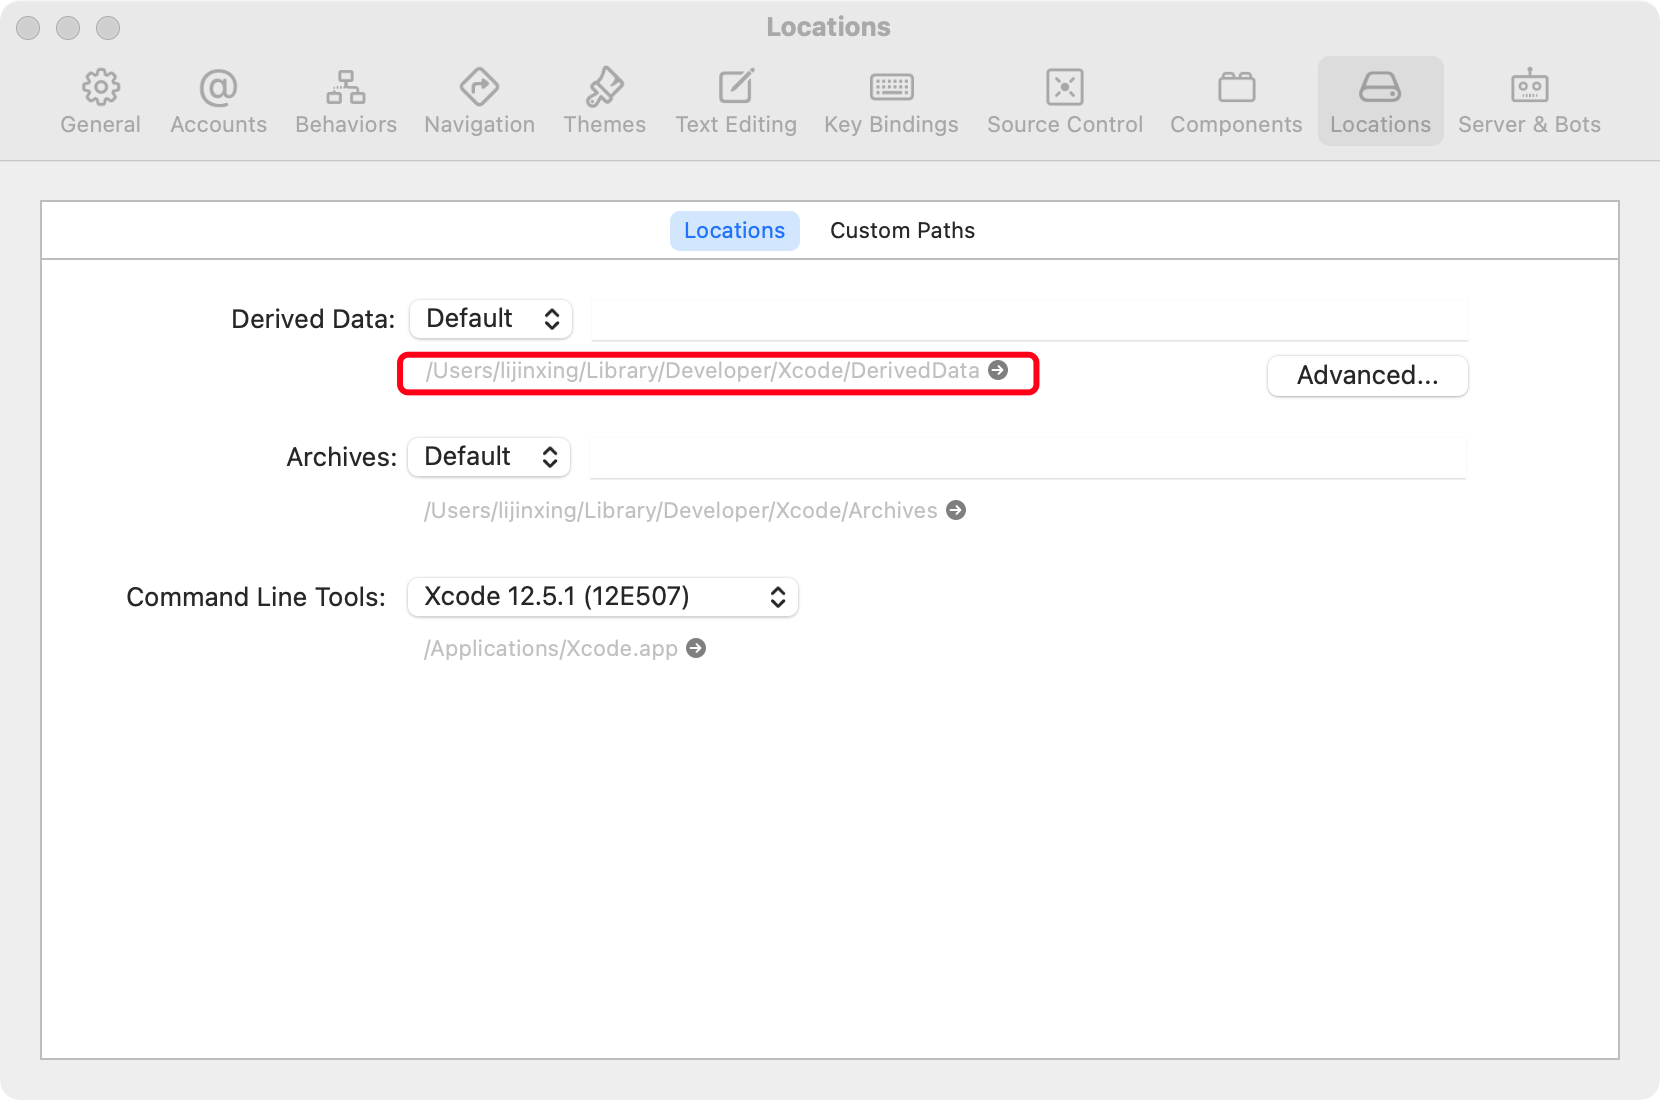 Locations
General Accounts Behaviors Navigation Themes Text Editing Key Bindings Source Control Components Locations Server & Bots
Locations Custom Paths
Derived Data: Default
/Users/lijinxing/Library/Developer/Xcode/DerivedData
Advanced...
Archives: Default
/Users/lijinxing/Library/Developer/Xcode/Archives
Command Line Tools: Xcode 12.5.1 (12E507)
/Applications/Xcode.app